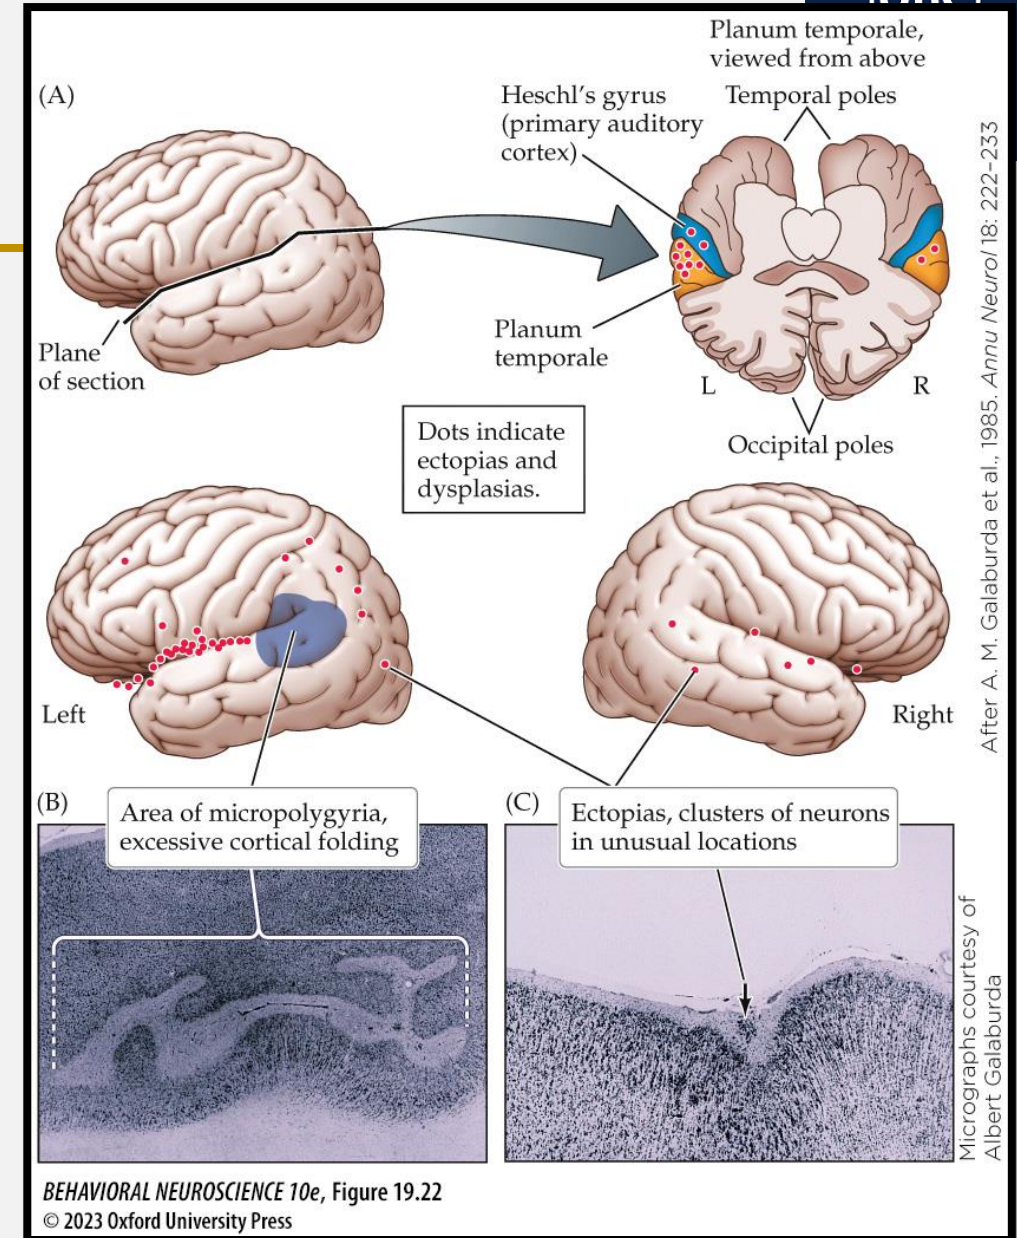 Planum temporale,
viewed from above
(A)
Heschl’s gyrus
(primary auditory
cortex)
Temporal poles
Plane
of section
Planum
temporale
L
R
Occipital poles
Dots indicate
ectopias and
dysplasias.
Left
Right
After A. M. Galaburda et al., 1985. Annu Neurol 18: 222–233
(B)
Area of micropolygyria,
excessive cortical folding
(C)
Ectopias, clusters of neurons
in unusual locations
Micrographs courtesy of
Albert Galaburda
BEHAVIORAL NEUROSCIENCE 10e, Figure 19.22
© 2023 Oxford University Press